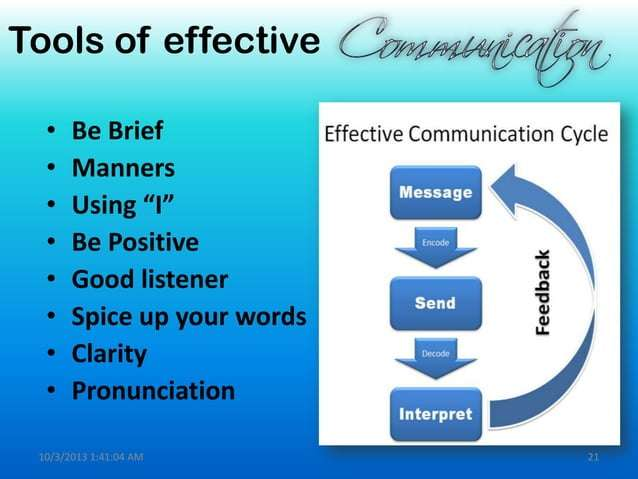 Tools of effective Communication
• Be Brief
• Manners
• Using “I”
• Be Positive
• Good listener
• Spice up your words
• Clarity
• Pronunciation
Effective Communication Cycle
Message
Encode
Send
Decode
Interpret
Feedback
10/3/2013 1:41:04 AM
21